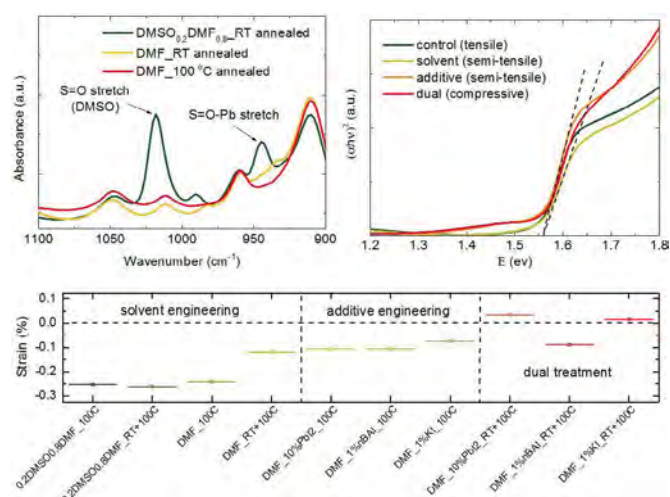 DMSO₀.₂DMF₀.₈_RT annealed
DMF_RT annealed
DMF_100 °C annealed
S=O stretch
(DMSO)
S=O-Pb stretch
Absorbance (a.u.)
1100 1050 1000 950 900
Wavenumber (cm⁻¹)
control (tensile)
solvent (semi-tensile)
additive (semi-tensile)
dual (compressive)
(αhν)² (a.u.)
1.2 1.3 1.4 1.5 1.6 1.7 1.8
E (ev)
solvent engineering
additive engineering
dual treatment
Strain (%)
0.1
0.0
-0.1
-0.2
-0.3
0.2DMSO0.8DMF_100C
0.2DMSO0.8DMF_RT+100C
DMF_100C
DMF_RT+100C
DMF_10%PbI2_100C
DMF_1%nBAI_100C
DMF_1%KI_100C
DMF_10%PbI2_RT+100C
DMF_1%nBAI_RT+100C
DMF_1%KI_RT+100C